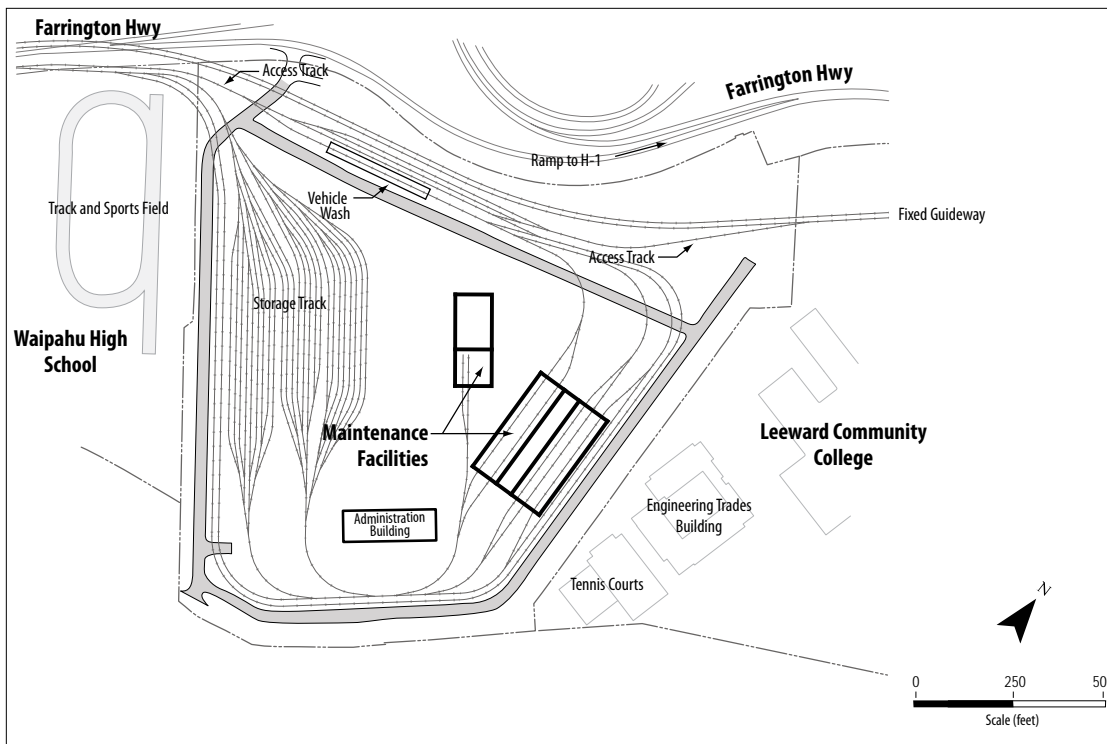 Farrington Hwy
Access Track
Farrington Hwy
Ramp to H-1
Vehicle
Wash
Track and Sports Field
Fixed Guideway
Access Track
Storage Track
Waipahu High
School
Maintenance
Facilities
Leeward Community
College
Engineering Trades
Building
Administration
Building
Tennis Courts
N
0 250 50
Scale (feet)